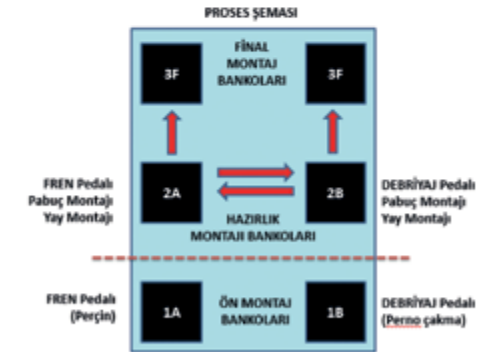 PROSES ŞEMASI
3F
FİNAL
MONTAJ
BANKOLARI
3F
FREN Pedalı
Pabuç Montajı
Yay Montajı
2A
2B
DEBRİYAJ Pedalı
Pabuç Montajı
Yay Montajı
HAZIRLIK
MONTAJI BANKOLARI
FREN Pedalı
(Perçin)
1A
ÖN MONTAJ
BANKOLARI
1B
DEBRİYAJ Pedalı
(Perno çakma)